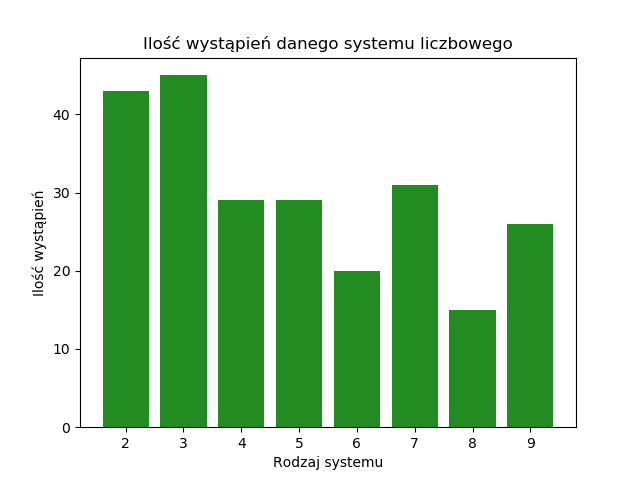 Ilość wystąpień danego systemu liczbowego
Ilość wystąpień
40
30
20
10
0
2 3 4 5 6 7 8 9
Rodzaj systemu